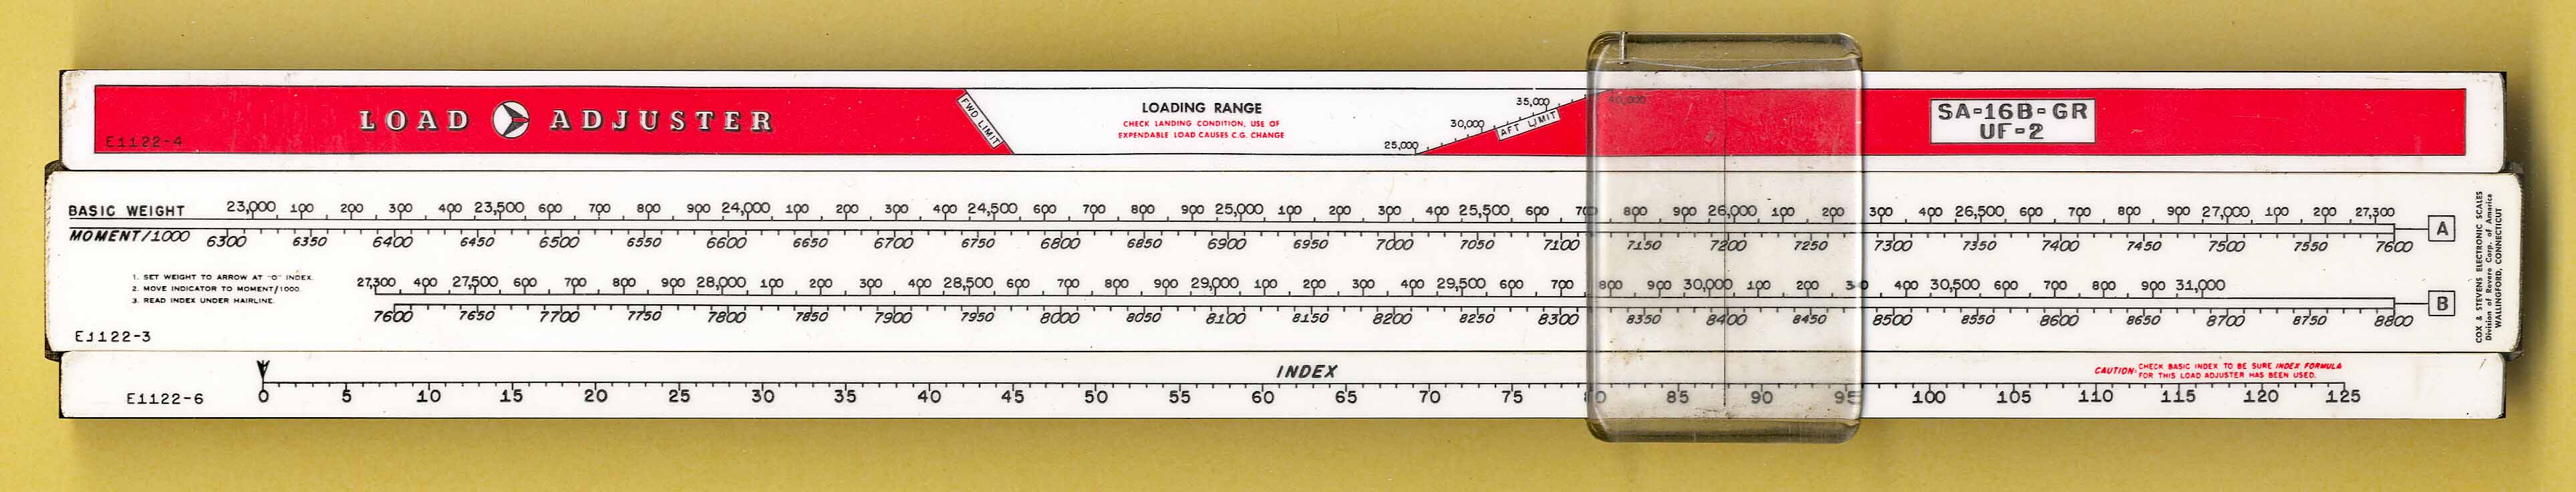 LOAD ADJUSTER
E1122-4
FWD LIMIT
LOADING RANGE
CHECK LANDING CONDITION, USE OF
EXPENDABLE LOAD CAUSES C.G. CHANGE
25,000 30,000 35,000 40,000
AFT LIMIT
SA-16B-GR
UF-2
BASIC WEIGHT 23,000 100 200 300 400 23,500 600 700 800 900 24,000 100 200 300 400 24,500 600 700 800 900 25,000 100 200 300 400 25,500 600 700 800 900 26,000 100 200 300 400 26,500 600 700 800 900 27,000 100 200 27,300
MOMENT/1000 6300 6350 6400 6450 6500 6550 6600 6650 6700 6750 6800 6850 6900 6950 7000 7050 7100 7150 7200 7250 7300 7350 7400 7450 7500 7550 7600
A
1. SET WEIGHT TO ARROW AT "O" INDEX.
2. MOVE INDICATOR TO MOMENT/1000.
3. READ INDEX UNDER HAIRLINE.
27,300 400 27,500 600 700 800 900 28,000 100 200 300 400 28,500 600 700 800 900 29,000 100 200 300 400 29,500 600 700 800 900 30,000 100 200 300 400 30,500 600 700 800 900 31,000
7600 7650 7700 7750 7800 7850 7900 7950 8000 8050 8100 8150 8200 8250 8300 8350 8400 8450 8500 8550 8600 8650 8700 8750 8800
B
E1122-3
COX & STEVENS ELECTRONIC SCALES
Division of Revere Corp. of America
WALLINGFORD, CONNECTICUT
INDEX
CAUTION: CHECK BASIC INDEX TO BE SURE INDEX FORMULA
FOR THIS LOAD ADJUSTER HAS BEEN USED.
E1122-6
0 5 10 15 20 25 30 35 40 45 50 55 60 65 70 75 80 85 90 95 100 105 110 115 120 125